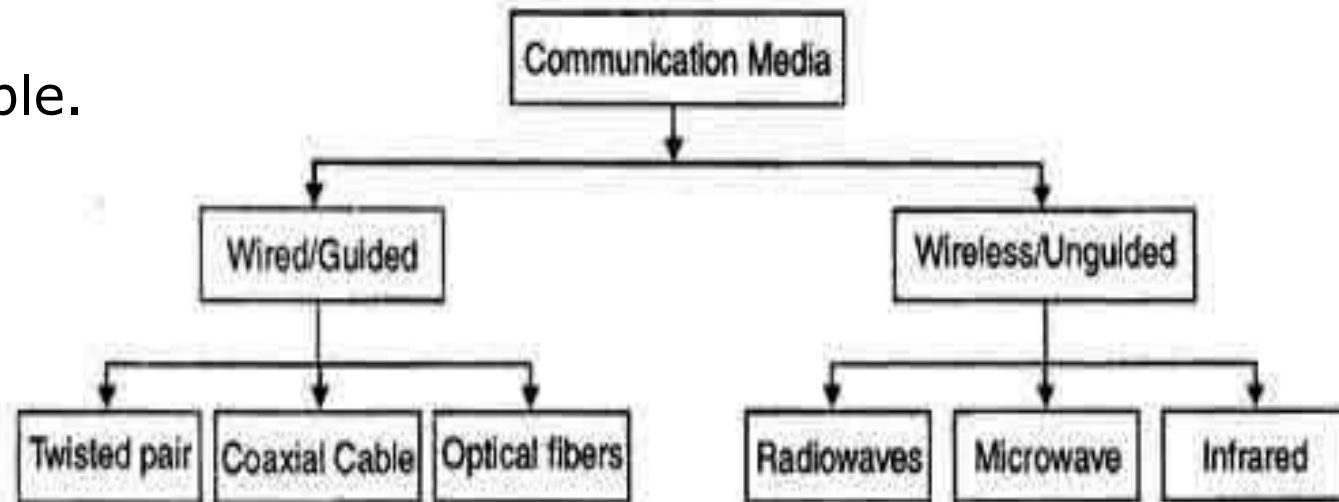 Communication Media
ble.
Wired/Guided
Wireless/Unguided
Twisted pair
Coaxial Cable
Optical fibers
Radiowaves
Microwave
Infrared